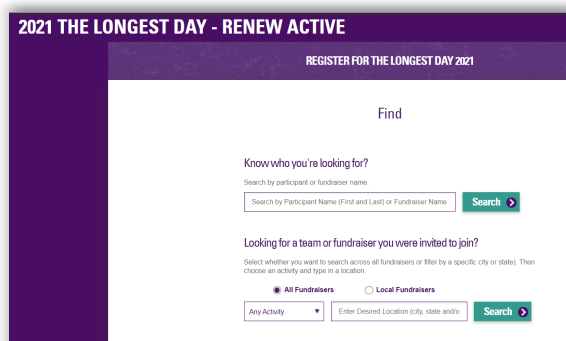 2021 THE LONGEST DAY - RENEW ACTIVE
REGISTER FOR THE LONGEST DAY 2021
Find
Know who you're looking for?
Search by participant or fundraiser name.
Search by Participant Name (First and Last) or Fundraiser Name
Search
Looking for a team or fundraiser you were invited to join?
Select whether you want to search across all fundraisers or filter by a specific city or state). Then
choose an activity and type in a location.
All Fundraisers Local Fundraisers
Any Activity Enter Desired Location (city, state and/o
Search